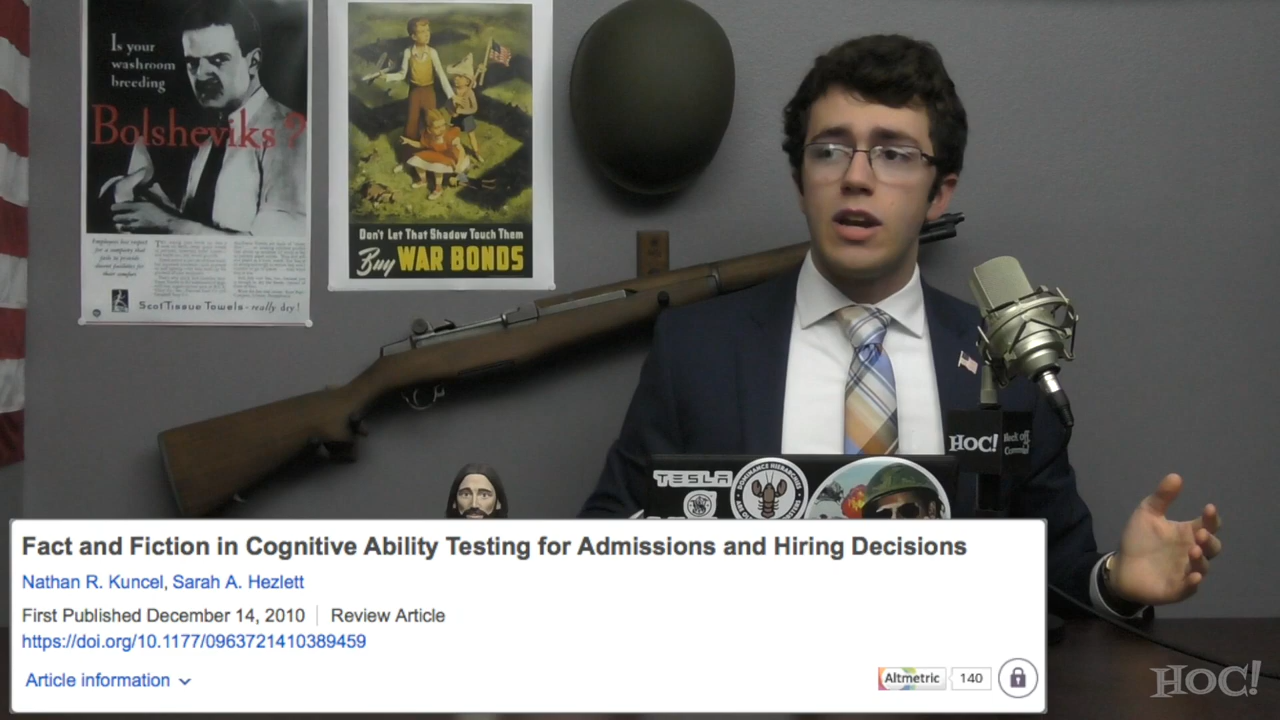 Is your
washroom
breeding
Bolsheviks?
ScotTissue Towels - really dry!
Don't Let That Shadow Touch Them
Buy WAR BONDS
TESLA
DOMINANCE HIERARCHIES
HOC!
Fact and Fiction in Cognitive Ability Testing for Admissions and Hiring Decisions
Nathan R. Kuncel, Sarah A. Hezlett
First Published December 14, 2010 | Review Article
https://doi.org/10.1177/0963721410389459
Article information
Altmetric 140
HOC!